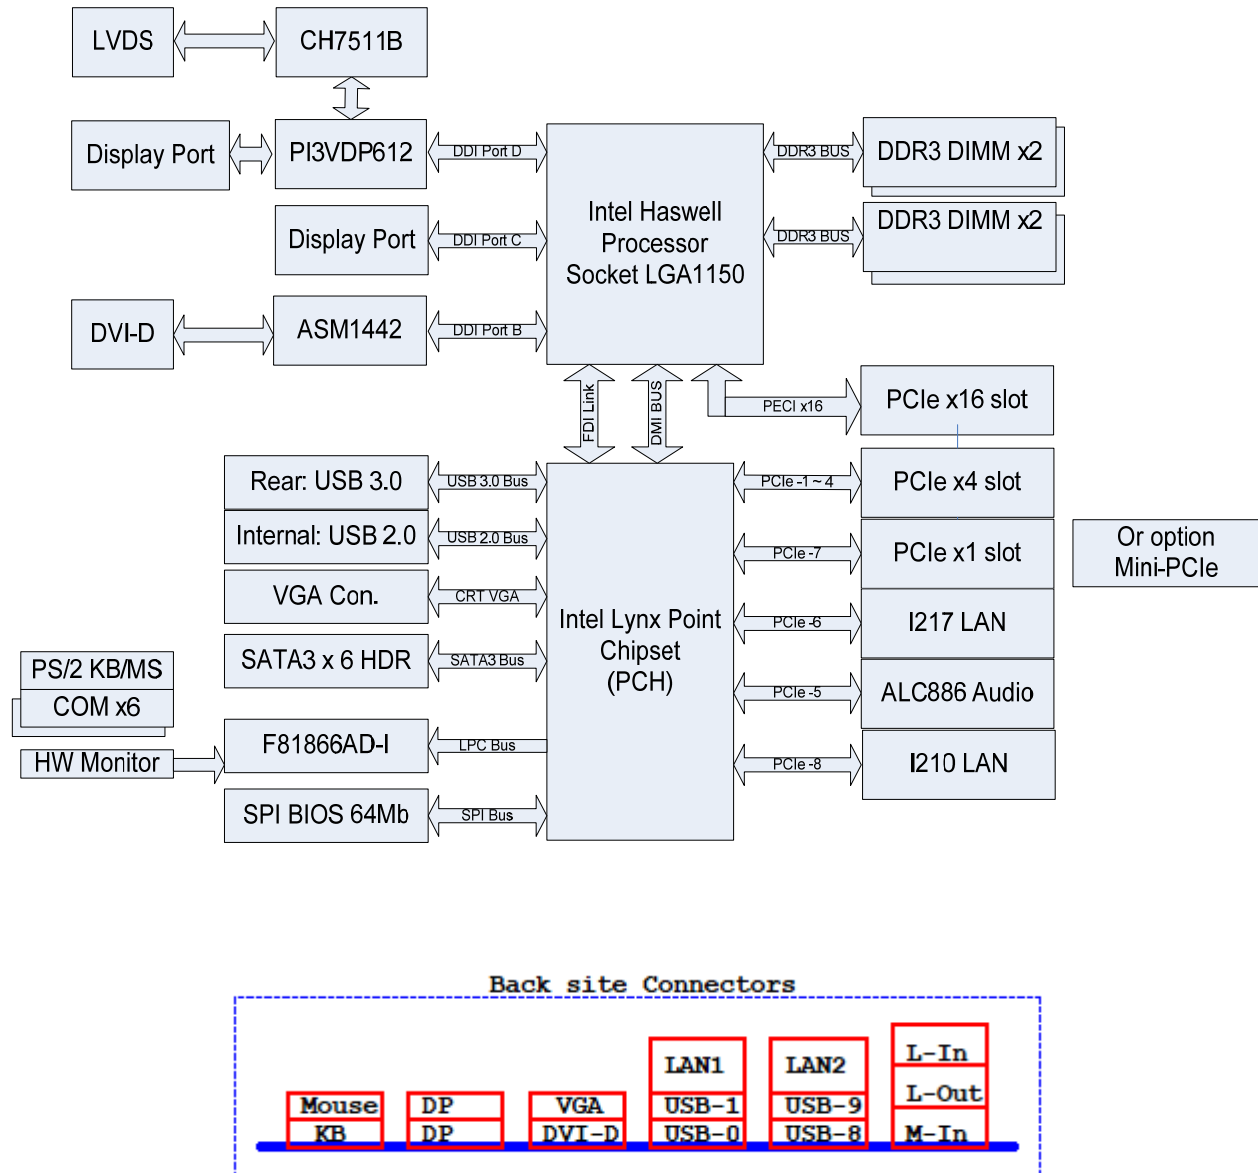 LVDS
CH7511B
Display Port
PI3VDP612
DDI Port D
DDR3 BUS
DDR3 DIMM x2
Intel Haswell
Processor
Socket LGA1150
Display Port
DDI Port C
DDR3 BUS
DDR3 DIMM x2
DVI-D
ASM1442
DDI Port B
FDI Link
DMI BUS
PECI x16
PCIe x16 slot
Rear: USB 3.0
USB 3.0 Bus
PCIe -1 ~ 4
PCIe x4 slot
Internal: USB 2.0
USB 2.0 Bus
PCIe -7
PCIe x1 slot
Or option
Mini-PCIe
VGA Con.
CRT VGA
Intel Lynx Point
Chipset
(PCH)
PCIe -6
I217 LAN
SATA3 x 6 HDR
SATA3 Bus
PCIe -5
ALC886 Audio
PS/2 KB/MS
COM x6
HW Monitor
F81866AD-I
LPC Bus
PCIe -8
I210 LAN
SPI BIOS 64Mb
SPI Bus
Back site Connectors
Mouse
KB
DP
DP
VGA
DVI-D
LAN1
USB-1
USB-0
LAN2
USB-9
USB-8
L-In
L-Out
M-In